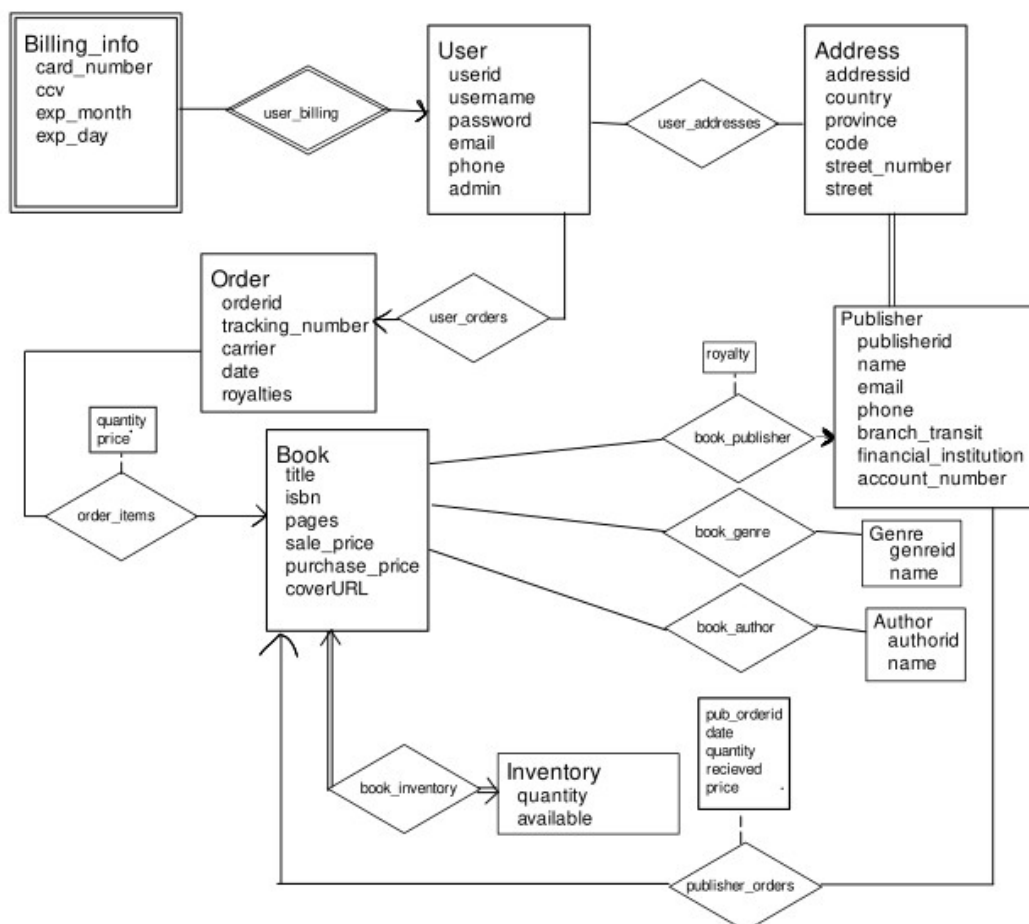 Billing_info
card_number
ccv
exp_month
exp_day
user_billing
User
userid
username
password
email
phone
admin
user_addresses
Address
addressid
country
province
code
street_number
street
Order
orderid
tracking_number
carrier
date
royalties
user_orders
Publisher
publisherid
name
email
phone
branch_transit
financial_institution
account_number
royalty
book_publisher
quantity
price
order_items
Book
title
isbn
pages
sale_price
purchase_price
coverURL
book_genre
Genre
genreid
name
book_author
Author
authorid
name
pub_orderid
date
quantity
recieved
price
book_inventory
Inventory
quantity
available
publisher_orders